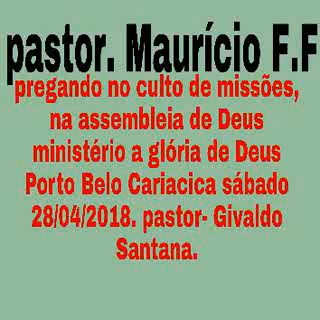 pastor. Maurício F.F
pregando no culto de missões,
na assembleia de Deus
ministério a glória de Deus
Porto Belo Cariacica sábado
28/04/2018. pastor- Givaldo
Santana.